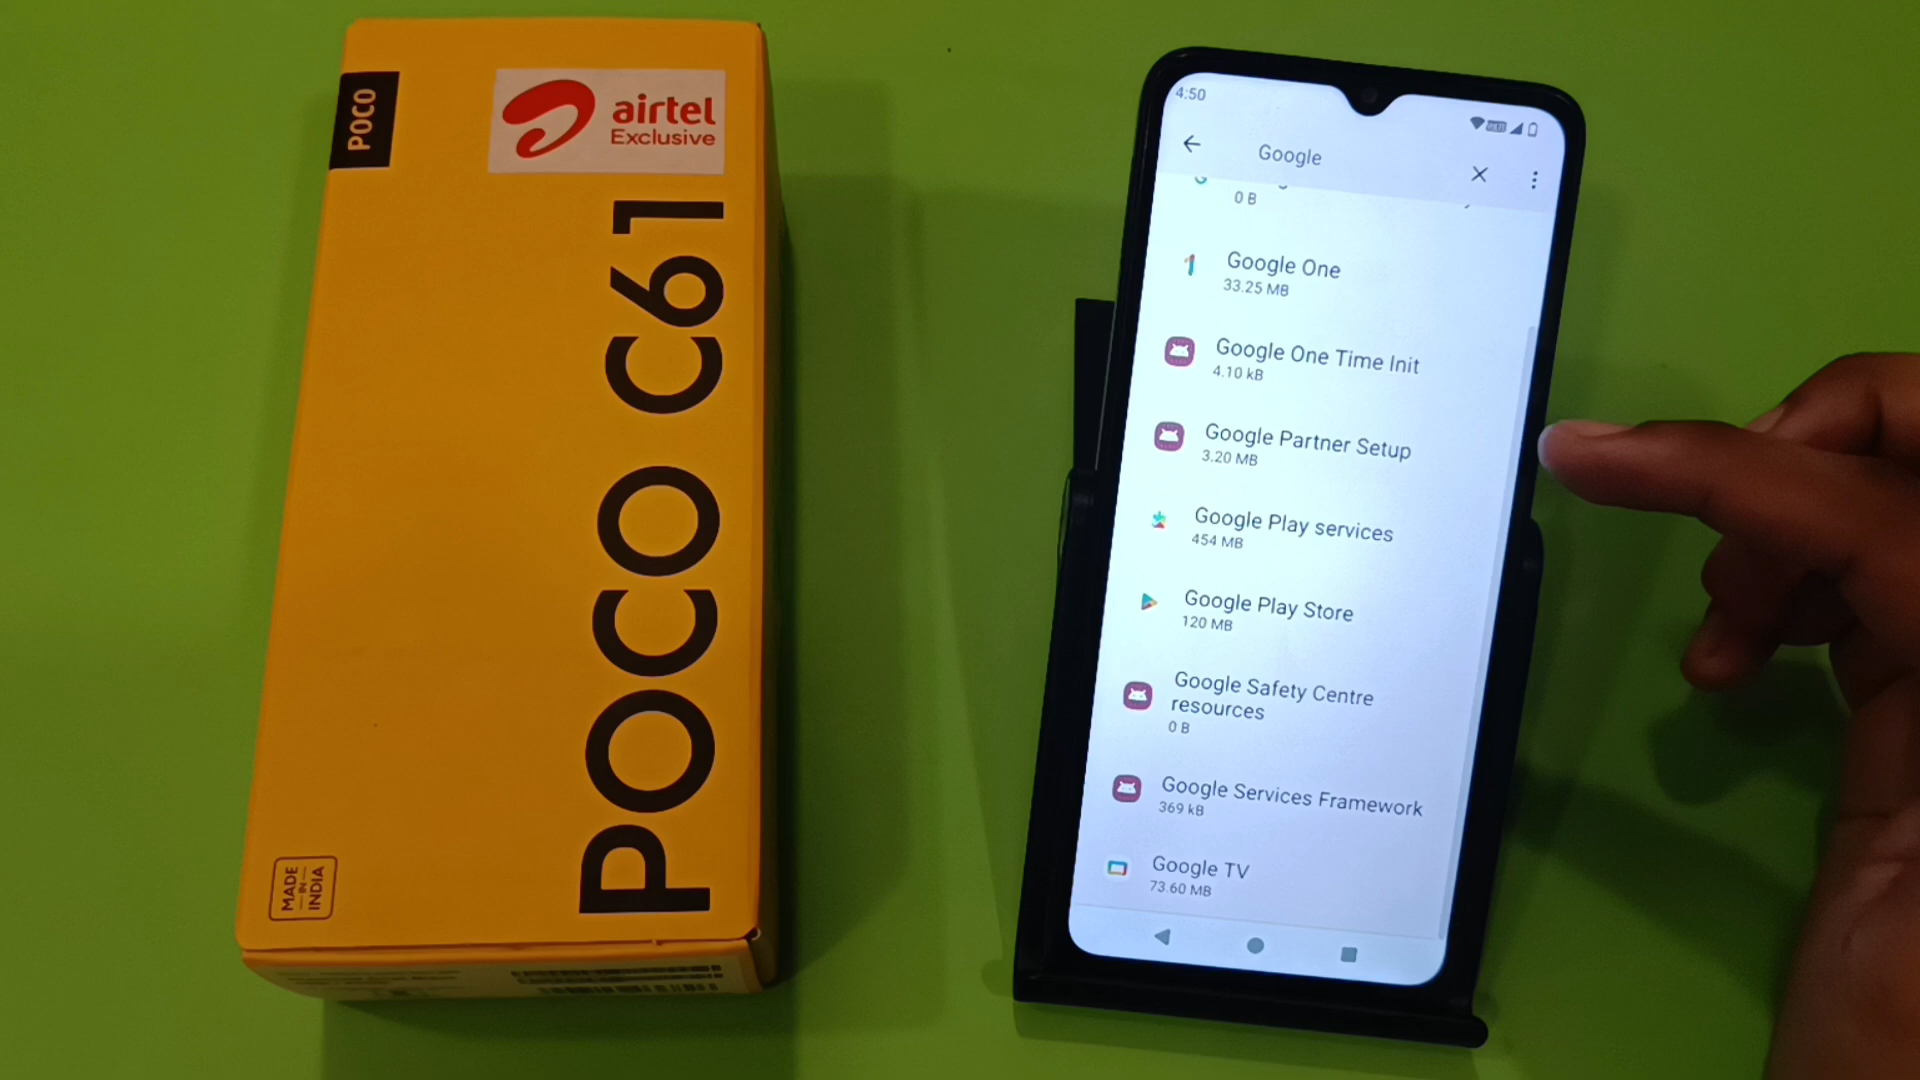 POCO
airtel
Exclusive
POCO C61
MADE
IN
INDIA
4:50
Google
0 B
Google One
33.25 MB
Google One Time Init
4.10 kB
Google Partner Setup
3.20 MB
Google Play services
454 MB
Google Play Store
120 MB
Google Safety Centre
resources
0 B
Google Services Framework
369 kB
Google TV
73.60 MB